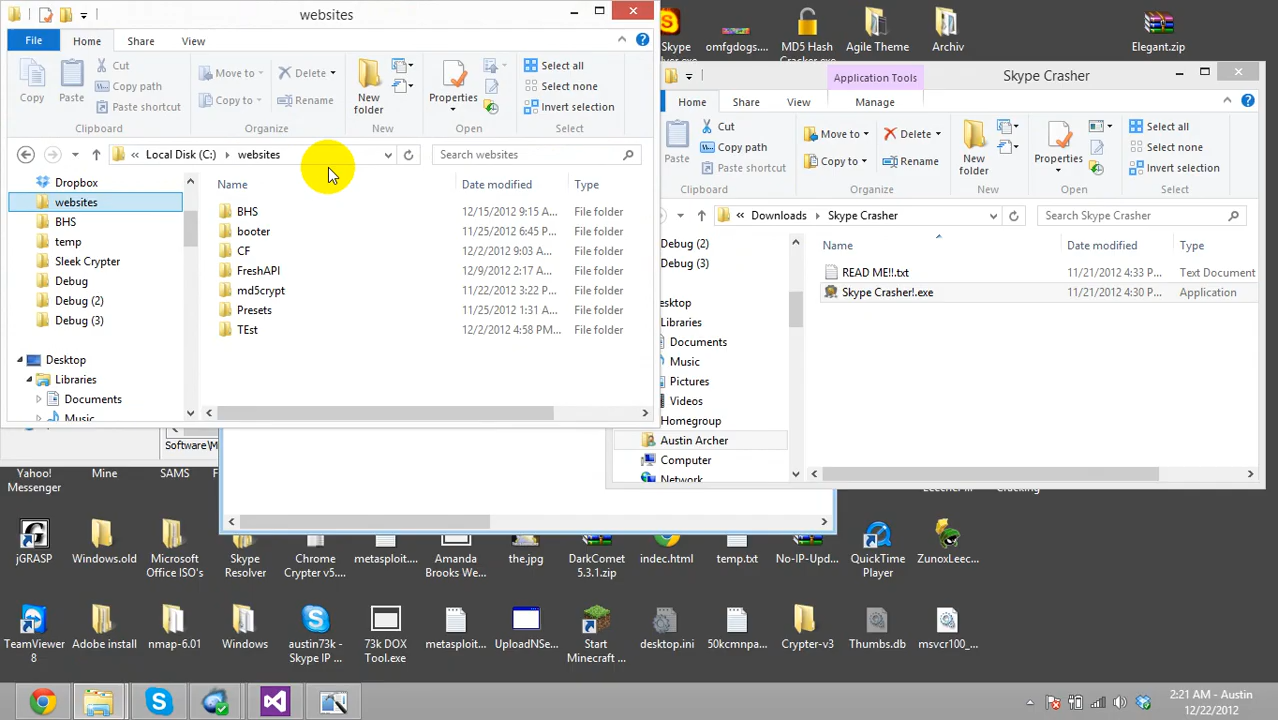 websites
File Home Share View
Copy
Paste
Cut
Copy path
Paste shortcut
Move to
Copy to
Delete
Rename
New folder
Properties
Select all
Select none
Invert selection
Clipboard Organize New Open Select
« Local Disk (C:) websites
Search websites
Dropbox
websites
BHS
temp
Sleek Crypter
Debug
Debug (2)
Debug (3)
Desktop
Libraries
Documents
Music
Name Date modified Type
BHS 12/15/2012 9:15 A... File folder
booter 11/25/2012 6:45 P... File folder
CF 12/2/2012 9:03 AM... File folder
FreshAPI 12/9/2012 2:17 AM... File folder
md5crypt 11/22/2012 3:22 P... File folder
Presets 11/25/2012 1:31 A... File folder
TEst 12/2/2012 4:58 PM... File folder
Skype
omfgdogs....
MD5 Hash
Agile Theme
Archiv
Elegant.zip
Application Tools
Skype Crasher
Home Share View Manage
Paste
Cut
Copy path
Paste shortcut
Move to
Copy to
Delete
Rename
New folder
Properties
Select all
Select none
Invert selection
Clipboard Organize New Open Select
« Downloads Skype Crasher
Search Skype Crasher
Debug (2)
Debug (3)
esktop
Libraries
Documents
Music
Pictures
Videos
Homegroup
Austin Archer
Computer
Network
Name Date modified Type
READ ME!!.txt 11/21/2012 4:33 P... Text Document
Skype Crasher!.exe 11/21/2012 4:30 P... Application
Software\M
Yahoo! Messenger
Mine
SAMS
jGRASP
Windows.old
Microsoft Office ISO's
Skype Resolver
Chrome Crypter v5....
metasploit...
Amanda Brooks We...
the.jpg
DarkComet 5.3.1.zip
indec.html
temp.txt
No-IP-Upd...
QuickTime Player
ZunoxLeec...
TeamViewer 8
Adobe install
nmap-6.01
Windows
austin73k - Skype IP ...
73k DOX Tool.exe
metasploit...
UploadNSe...
Start Minecraft ...
desktop.ini
50kcmnpa...
Crypter-v3
Thumbs.db
msvcr100_...
2:21 AM - Austin
12/22/2012